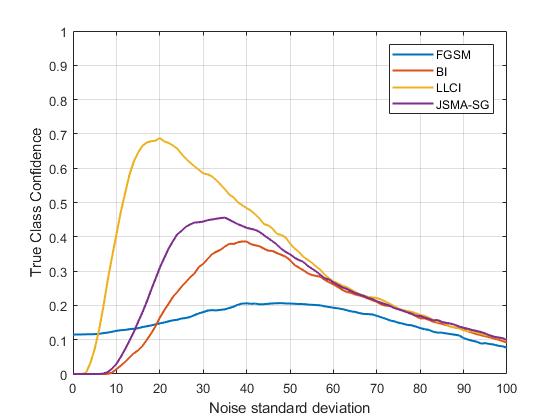 1
0.9
0.8
0.7
0.6
0.5
0.4
0.3
0.2
0.1
0
True Class Confidence
FGSM
BI
LLCI
JSMA-SG
0 10 20 30 40 50 60 70 80 90 100
Noise standard deviation